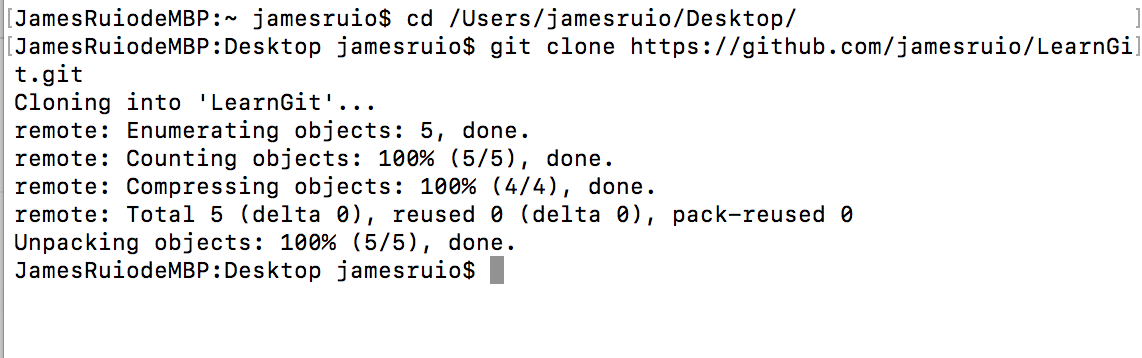 [JamesRuiodeMBP:~ jamesruio$ cd /Users/jamesruio/Desktop/ ]
[JamesRuiodeMBP:Desktop jamesruio$ git clone https://github.com/jamesruio/LearnGi]
t.git
Cloning into 'LearnGit'...
remote: Enumerating objects: 5, done.
remote: Counting objects: 100% (5/5), done.
remote: Compressing objects: 100% (4/4), done.
remote: Total 5 (delta 0), reused 0 (delta 0), pack-reused 0
Unpacking objects: 100% (5/5), done.
JamesRuiodeMBP:Desktop jamesruio$